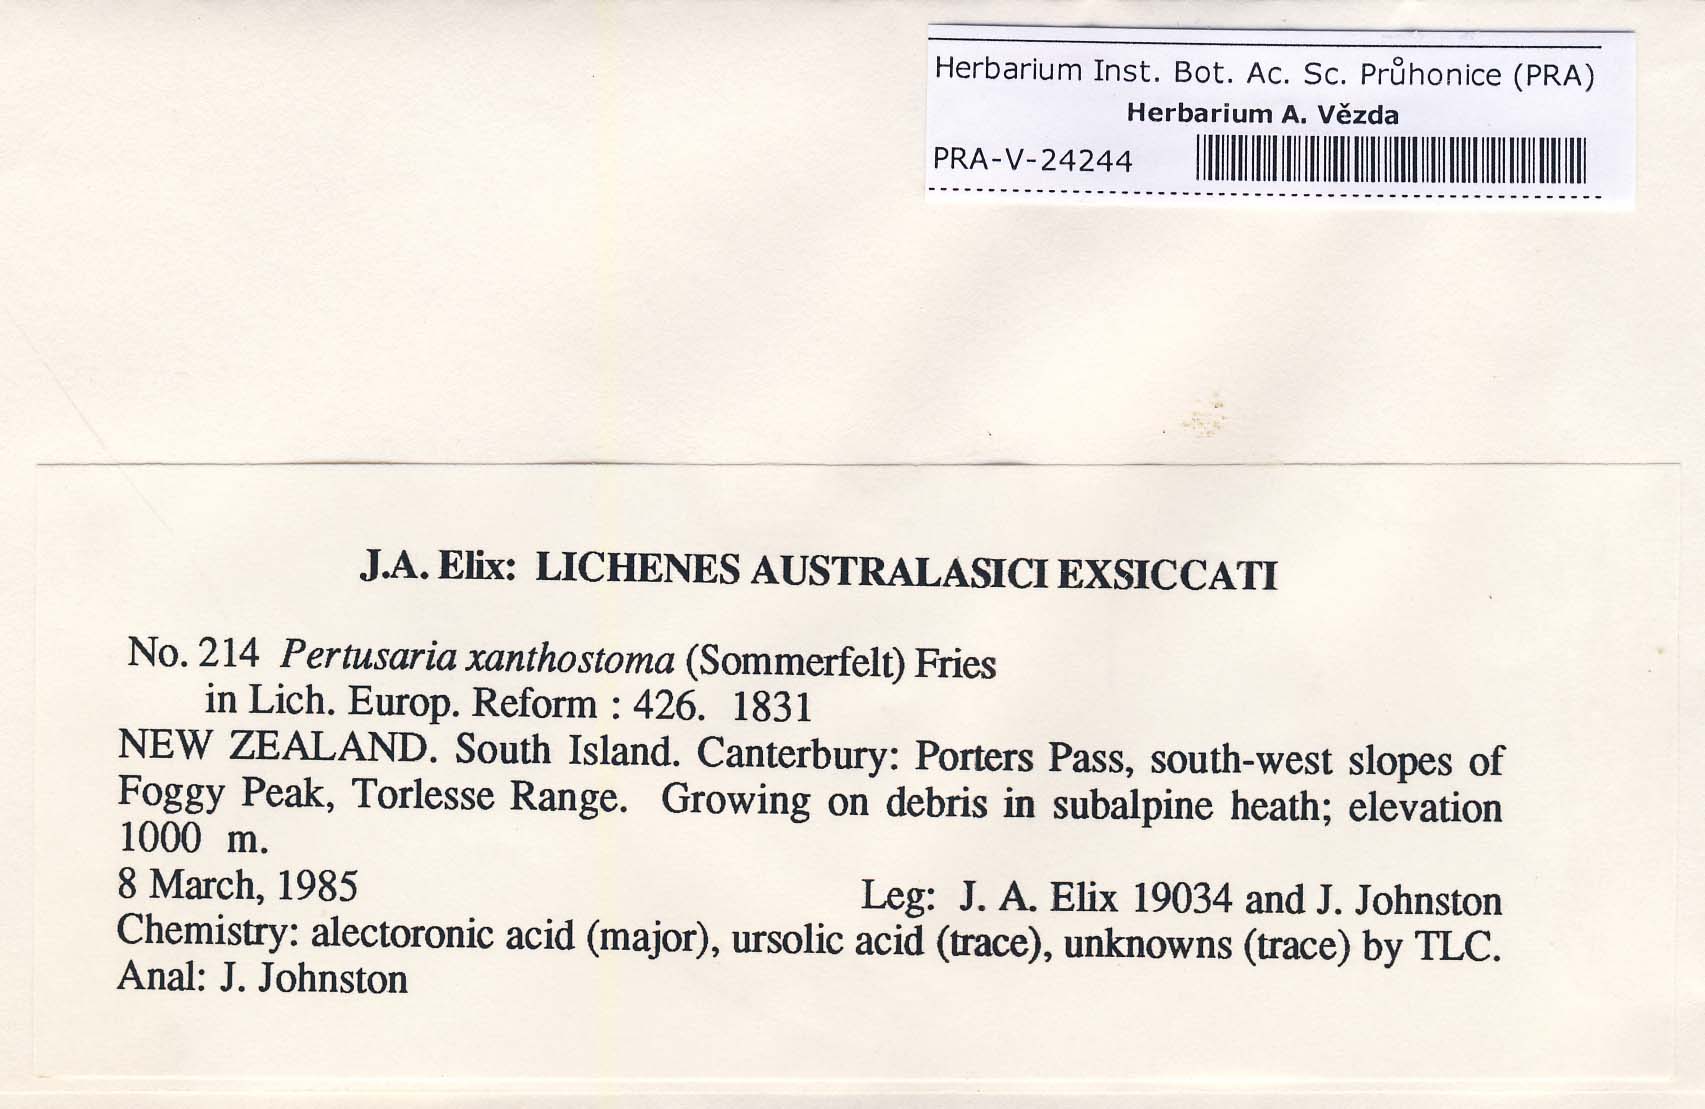 Herbarium Inst. Bot. Ac. Sc. Průhonice (PRA)
Herbarium A. Vězda
PRA-V-24244
J.A. Elix: LICHENES AUSTRALASICI EXSICCATI
No. 214 Pertusaria xanthostoma (Sommerfelt) Fries
in Lich. Europ. Reform : 426. 1831
NEW ZEALAND. South Island. Canterbury: Porters Pass, south-west slopes of
Foggy Peak, Torlesse Range. Growing on debris in subalpine heath; elevation
1000 m.
8 March, 1985 Leg: J. A. Elix 19034 and J. Johnston
Chemistry: alectoronic acid (major), ursolic acid (trace), unknowns (trace) by TLC.
Anal: J. Johnston